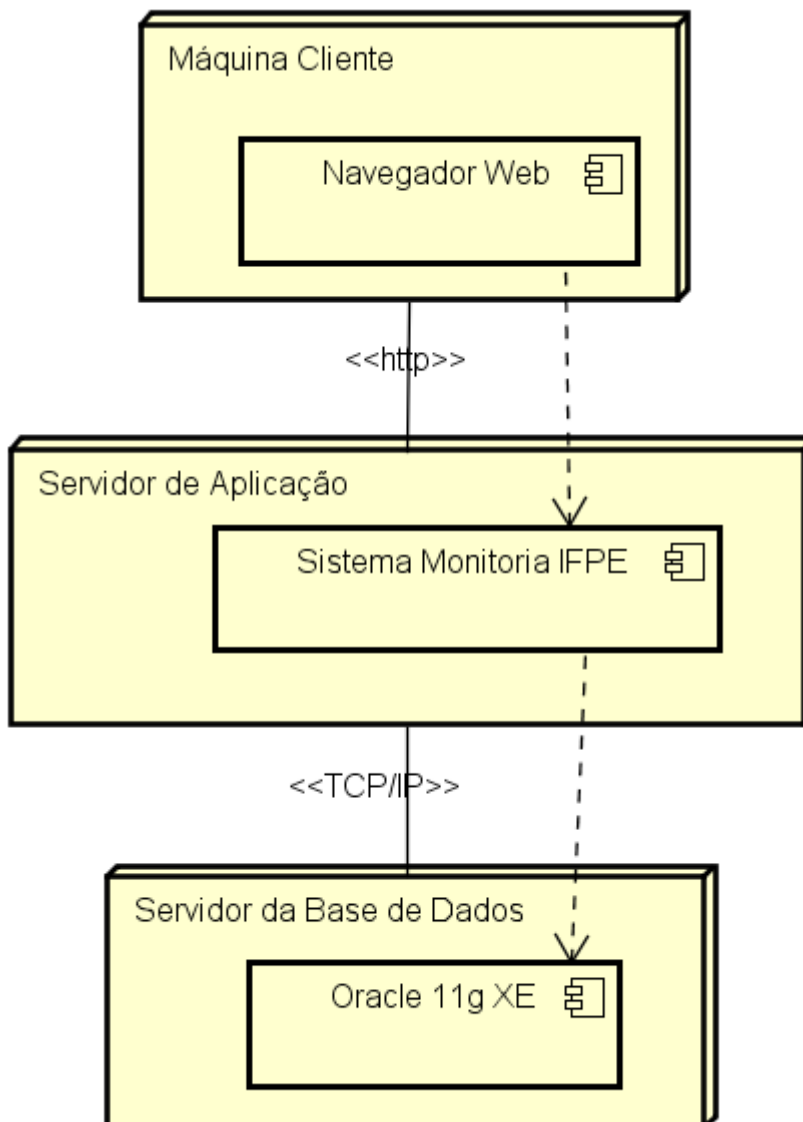 Máquina Cliente
Navegador Web
<<http>>
Servidor de Aplicação
Sistema Monitoria IFPE
<<TCP/IP>>
Servidor da Base de Dados
Oracle 11g XE